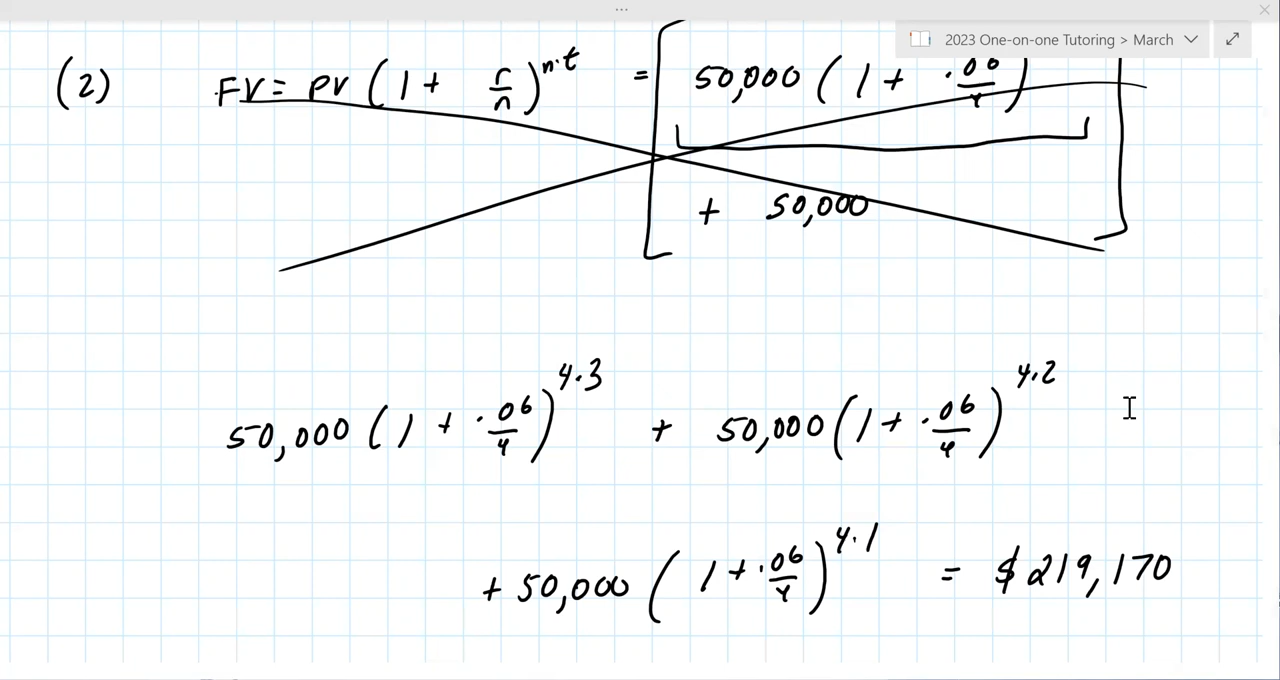 2023 One-on-one Tutoring > March
(2) FV = PV (1 + r/n)^n·t = [50,000 (1 + .06/4)
+ 50,000]
50,000 (1 + .06/4)^4·3 + 50,000 (1 + .06/4)^4·2
+ 50,000 (1 + .06/4)^4·1 = $219,170